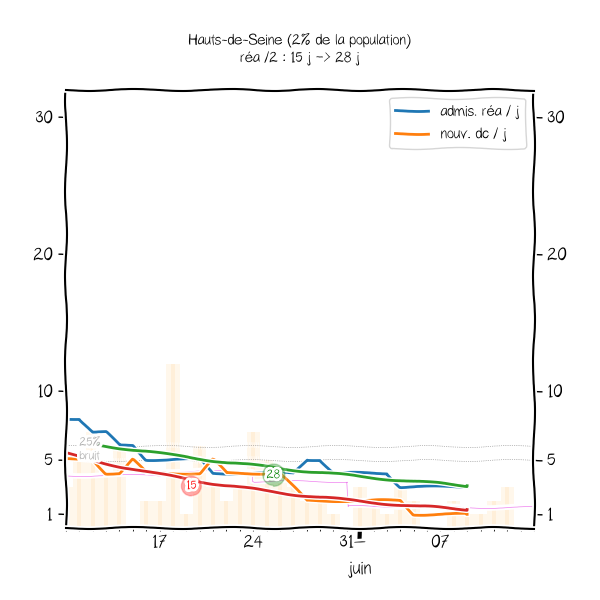 Hauts-de-Seine (2% de la population)
réa /2 : 15 j -> 28 j
admis. réa / j
nouv. dc / j
30
30
20
20
10
10
25%
bruit
5
5
15
28
1
1
17
24
31
07
juin